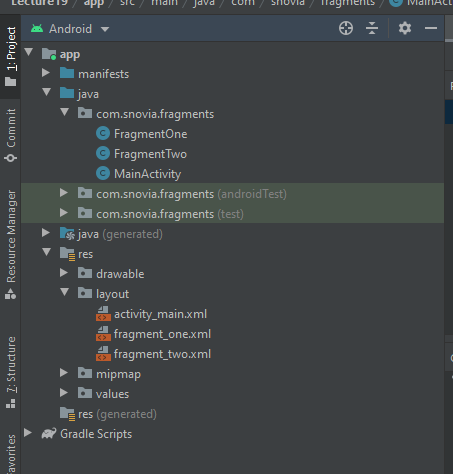 Lecture19 / app / src / main / java / com / snovia / fragments / MainActi
Android
1: Project
Commit
Resource Manager
7: Structure
avorites
app
manifests
java
com.snovia.fragments
FragmentOne
FragmentTwo
MainActivity
com.snovia.fragments (androidTest)
com.snovia.fragments (test)
java (generated)
res
drawable
layout
activity_main.xml
fragment_one.xml
fragment_two.xml
mipmap
values
res (generated)
Gradle Scripts